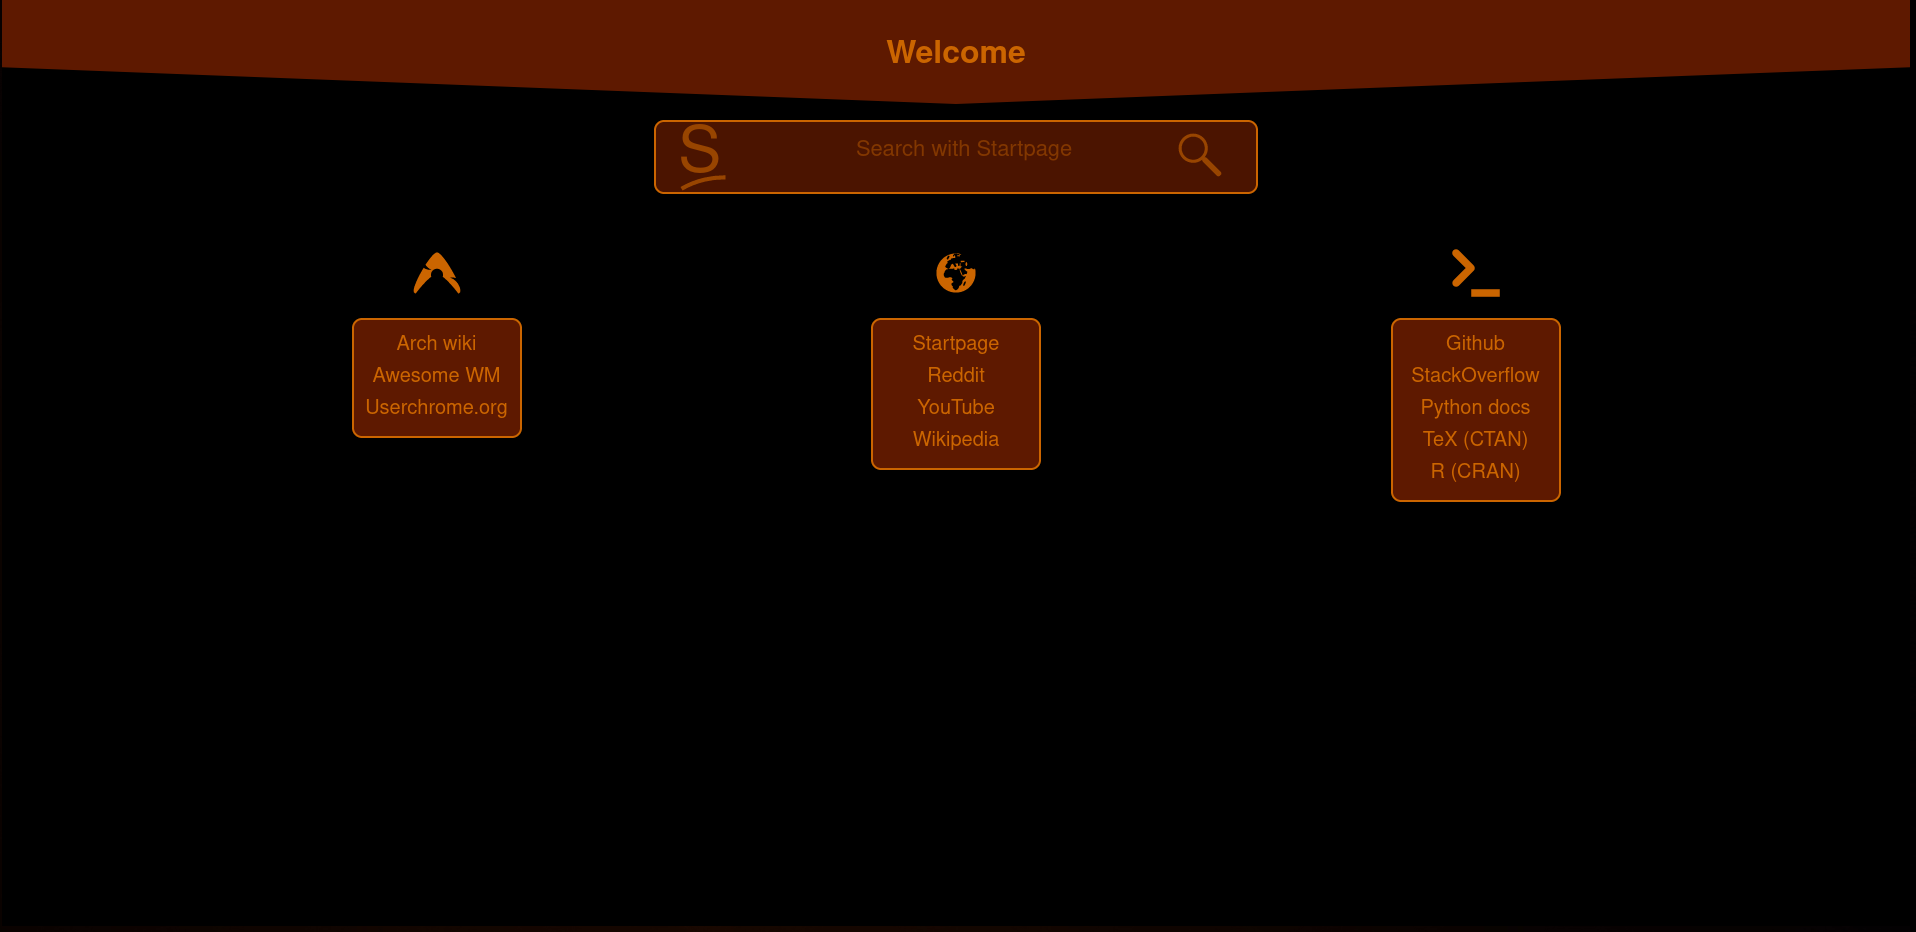 Welcome
S
Search with Startpage
Arch wiki
Awesome WM
Userchrome.org
Startpage
Reddit
YouTube
Wikipedia
Github
StackOverflow
Python docs
TeX (CTAN)
R (CRAN)